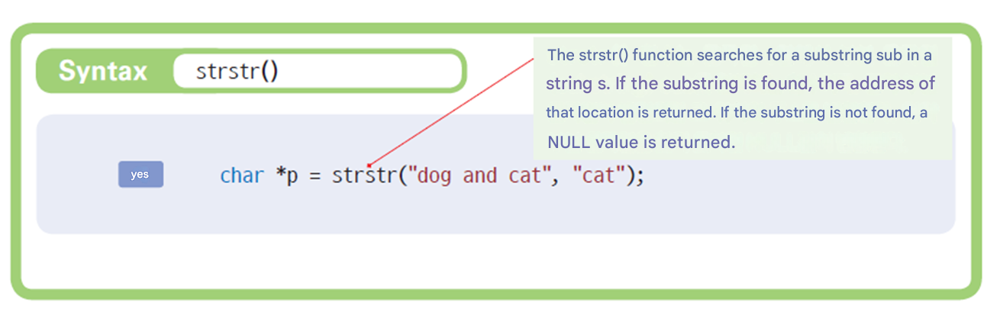 Syntax strstr()
The strstr() function searches for a substring sub in a
string s. If the substring is found, the address of
that location is returned. If the substring is not found, a
NULL value is returned.
yes char *p = strstr("dog and cat", "cat");